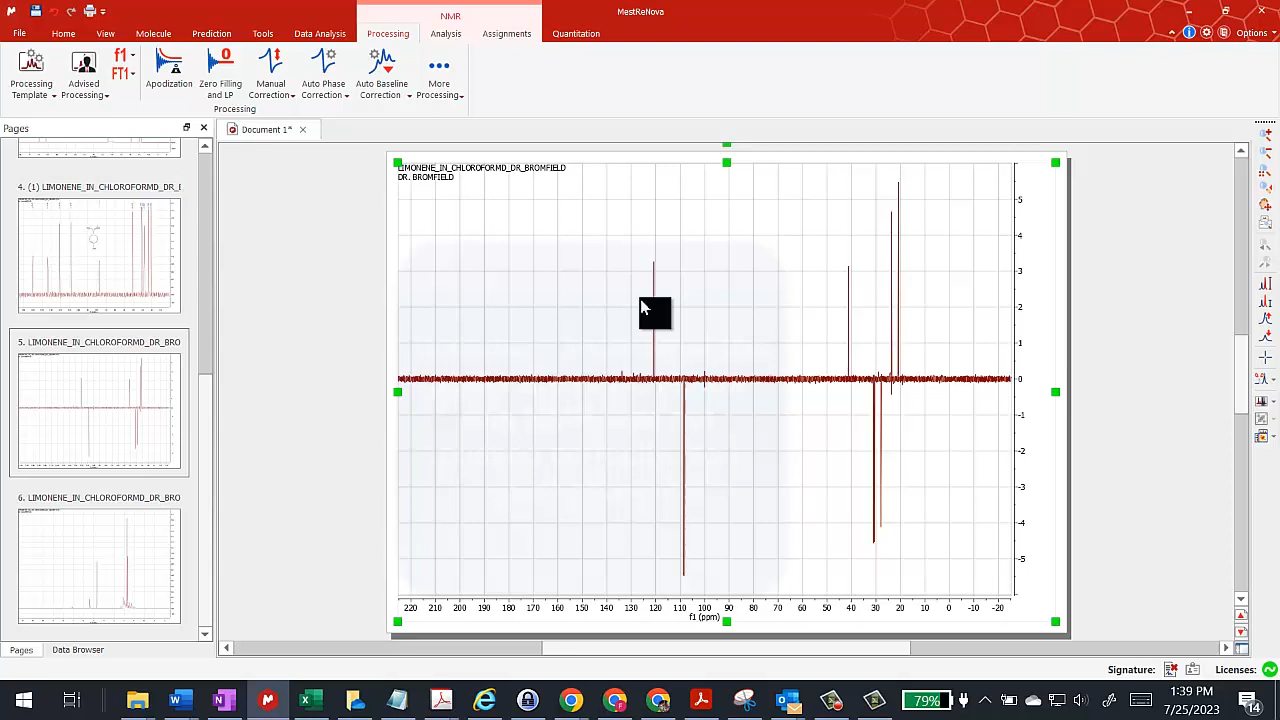 NMR
MestReNova
File Home View Molecule Prediction Tools Data Analysis Processing Analysis Assignments Quantitation Options
f1
FT1
Processing Template
Advised Processing
Apodization
Zero Filling and LP
Manual Correction
Auto Phase Correction
Auto Baseline Correction
More Processing
Processing
Pages
Document 1*
4. (1) LIMONENE_IN_CHLOROFORMD_DR_E
5. LIMONENE_IN_CHLOROFORMD_DR_BRO
6. LIMONENE_IN_CHLOROFORMD_DR_BRO
LIMONENE_IN_CHLOROFORMD_DR_BROMFIELD
DR. BROMFIELD
5
4
3
2
1
0
-1
-2
-3
-4
-5
220 210 200 190 180 170 160 150 140 130 120 110 100 90 80 70 60 50 40 30 20 10 0 -10 -20
f1 (ppm)
Pages Data Browser
Signature: Licenses:
79%
1:39 PM
7/25/2023
14